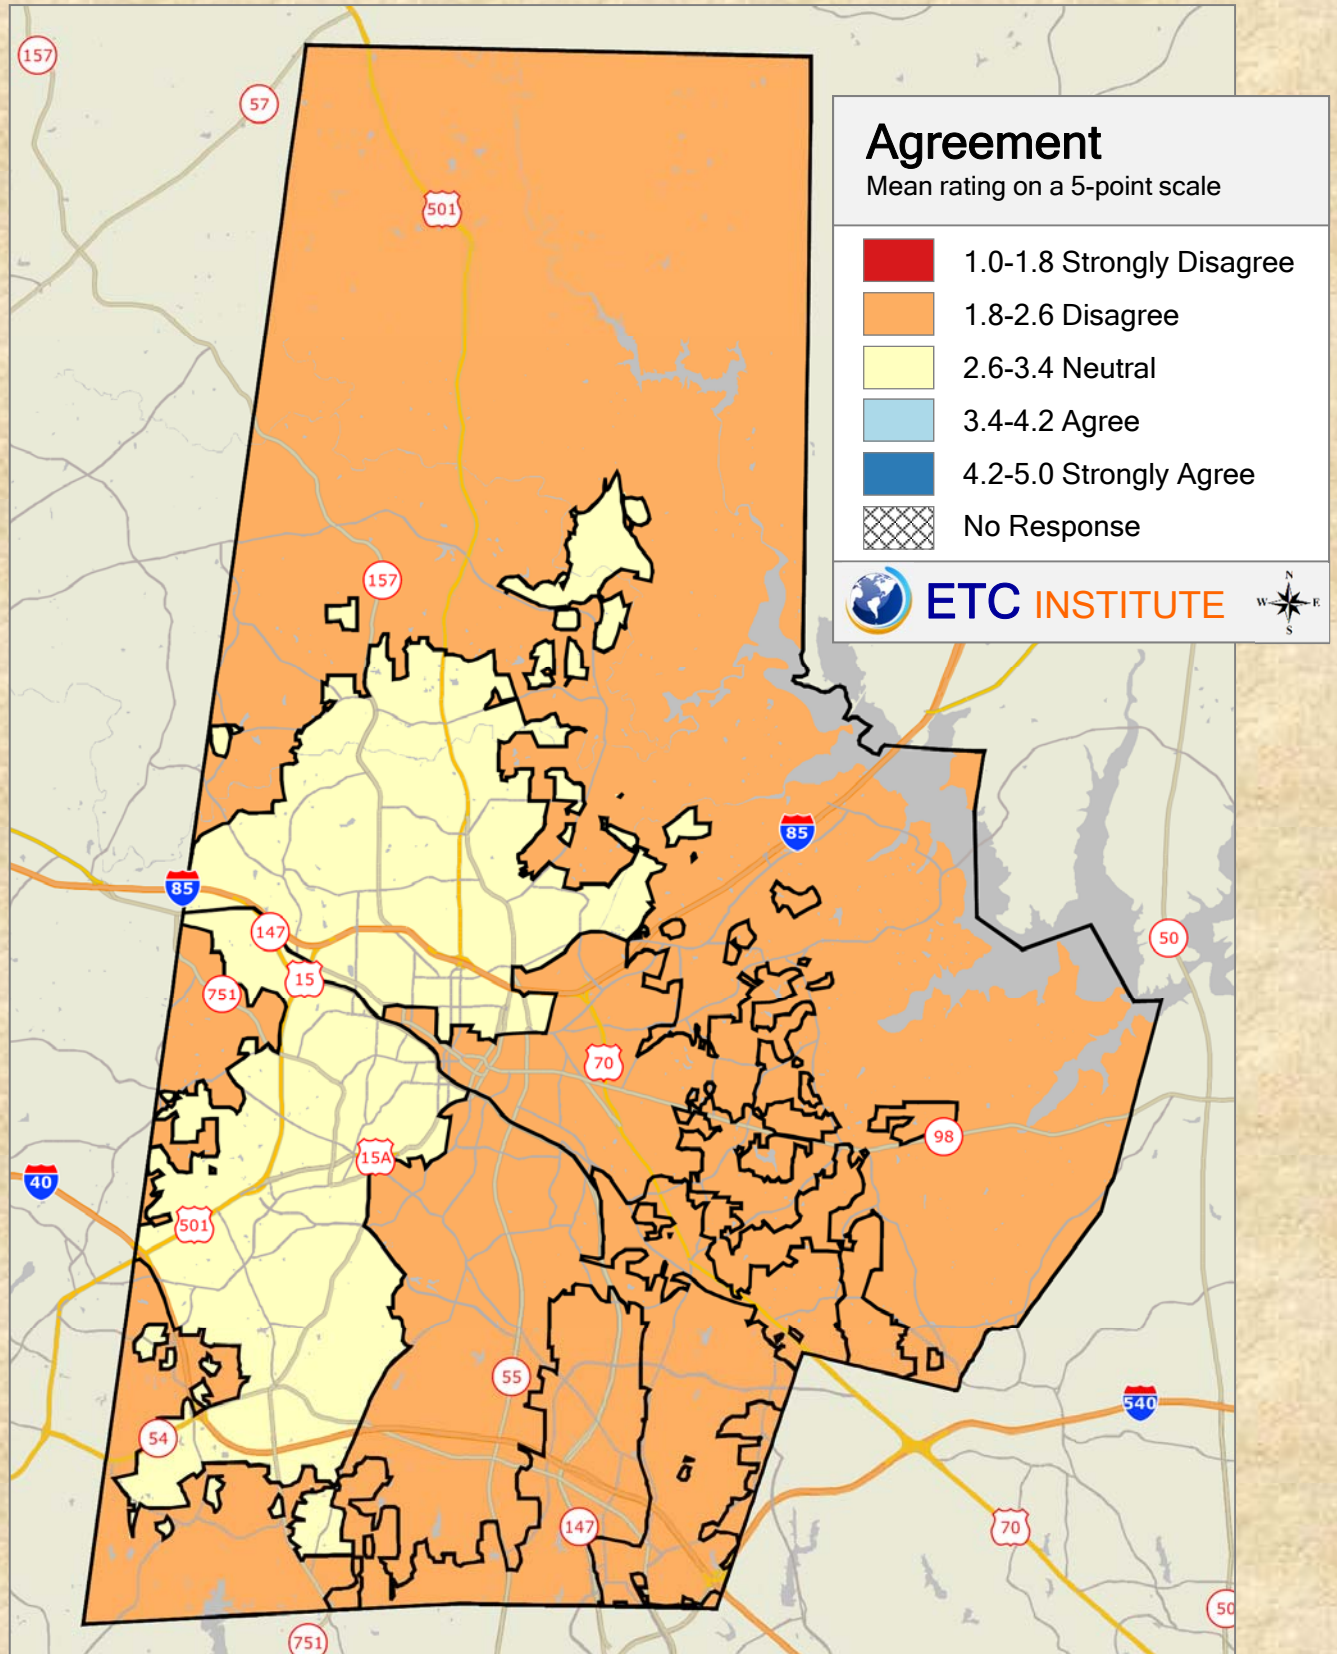 157
57
501
Agreement
Mean rating on a 5-point scale
1.0-1.8 Strongly Disagree
1.8-2.6 Disagree
2.6-3.4 Neutral
3.4-4.2 Agree
4.2-5.0 Strongly Agree
No Response
ETC INSTITUTE
N
W E
S
157
85
85
147
50
15
751
70
98
15A
40
501
55
540
54
147
70
50
751